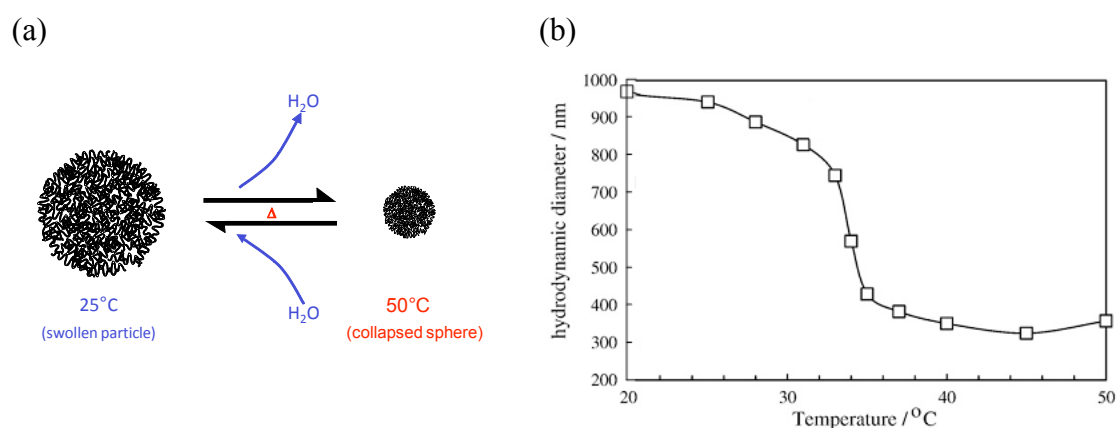 (a)
H₂O
Δ
H₂O
25°C
(swollen particle)
50°C
(collapsed sphere)
(b)
hydrodynamic diameter / nm
1000
900
800
700
600
500
400
300
200
20
30
40
50
Temperature / °C